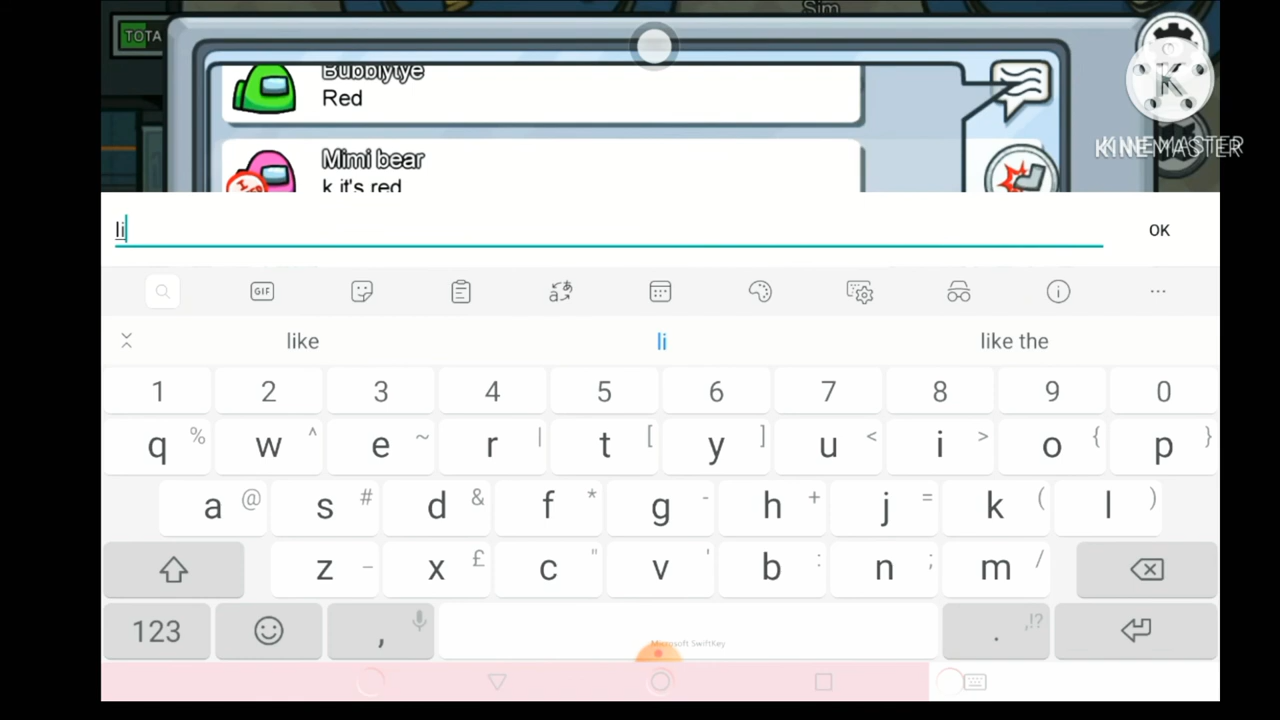 Sim
TOTA
Bubblytye
Red
Mimi bear
k it's red
KINEMASTER
li
OK
GIF
like
li
like the
1 2 3 4 5 6 7 8 9 0
q % w ^ e ~ r | t [ y ] u < i > o { p }
a @ s # d & f * g - h + j = k ( l )
z _ x £ c " v ' b : n ; m /
123 , . ,!?
Microsoft SwiftKey